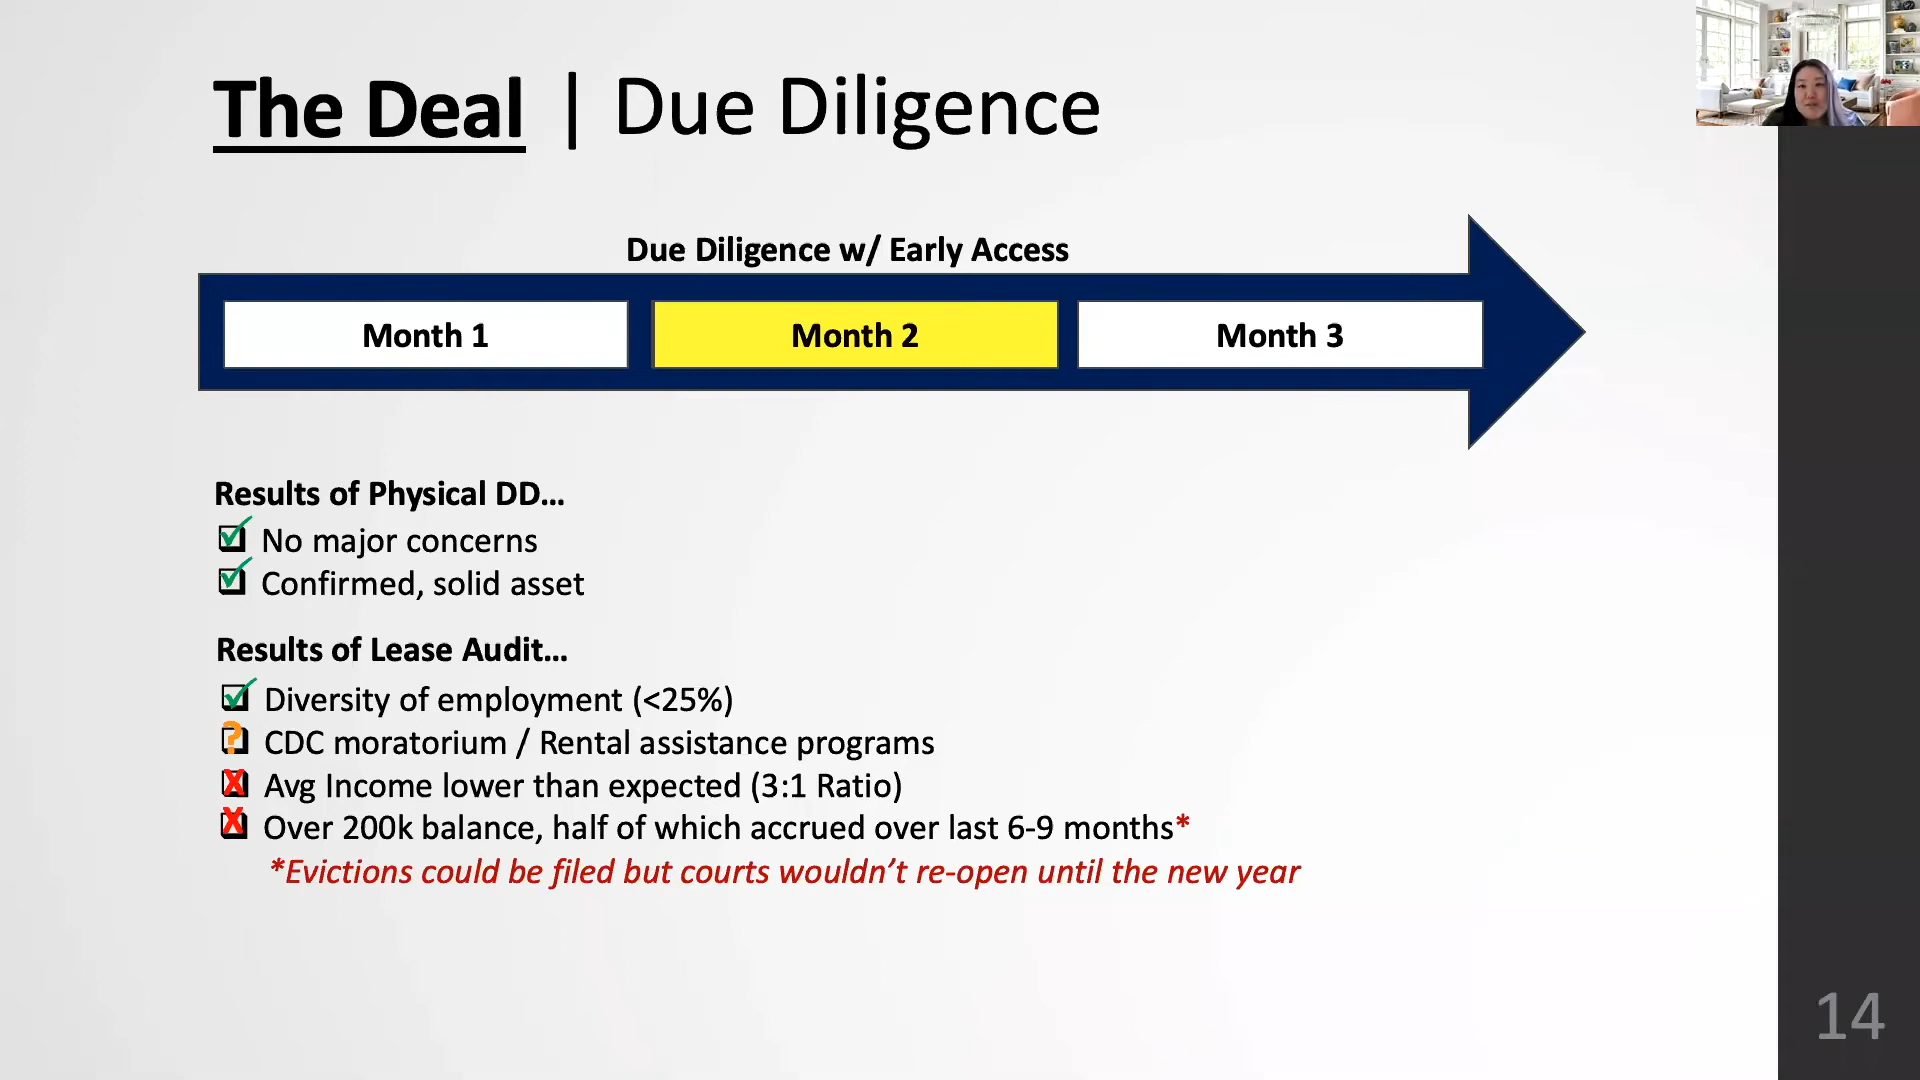 The Deal | Due Diligence
Due Diligence w/ Early Access
Month 1
Month 2
Month 3
Results of Physical DD...
No major concerns
Confirmed, solid asset
Results of Lease Audit...
Diversity of employment (<25%)
? CDC moratorium / Rental assistance programs
X Avg Income lower than expected (3:1 Ratio)
X Over 200k balance, half of which accrued over last 6-9 months*
*Evictions could be filed but courts wouldn't re-open until the new year
14